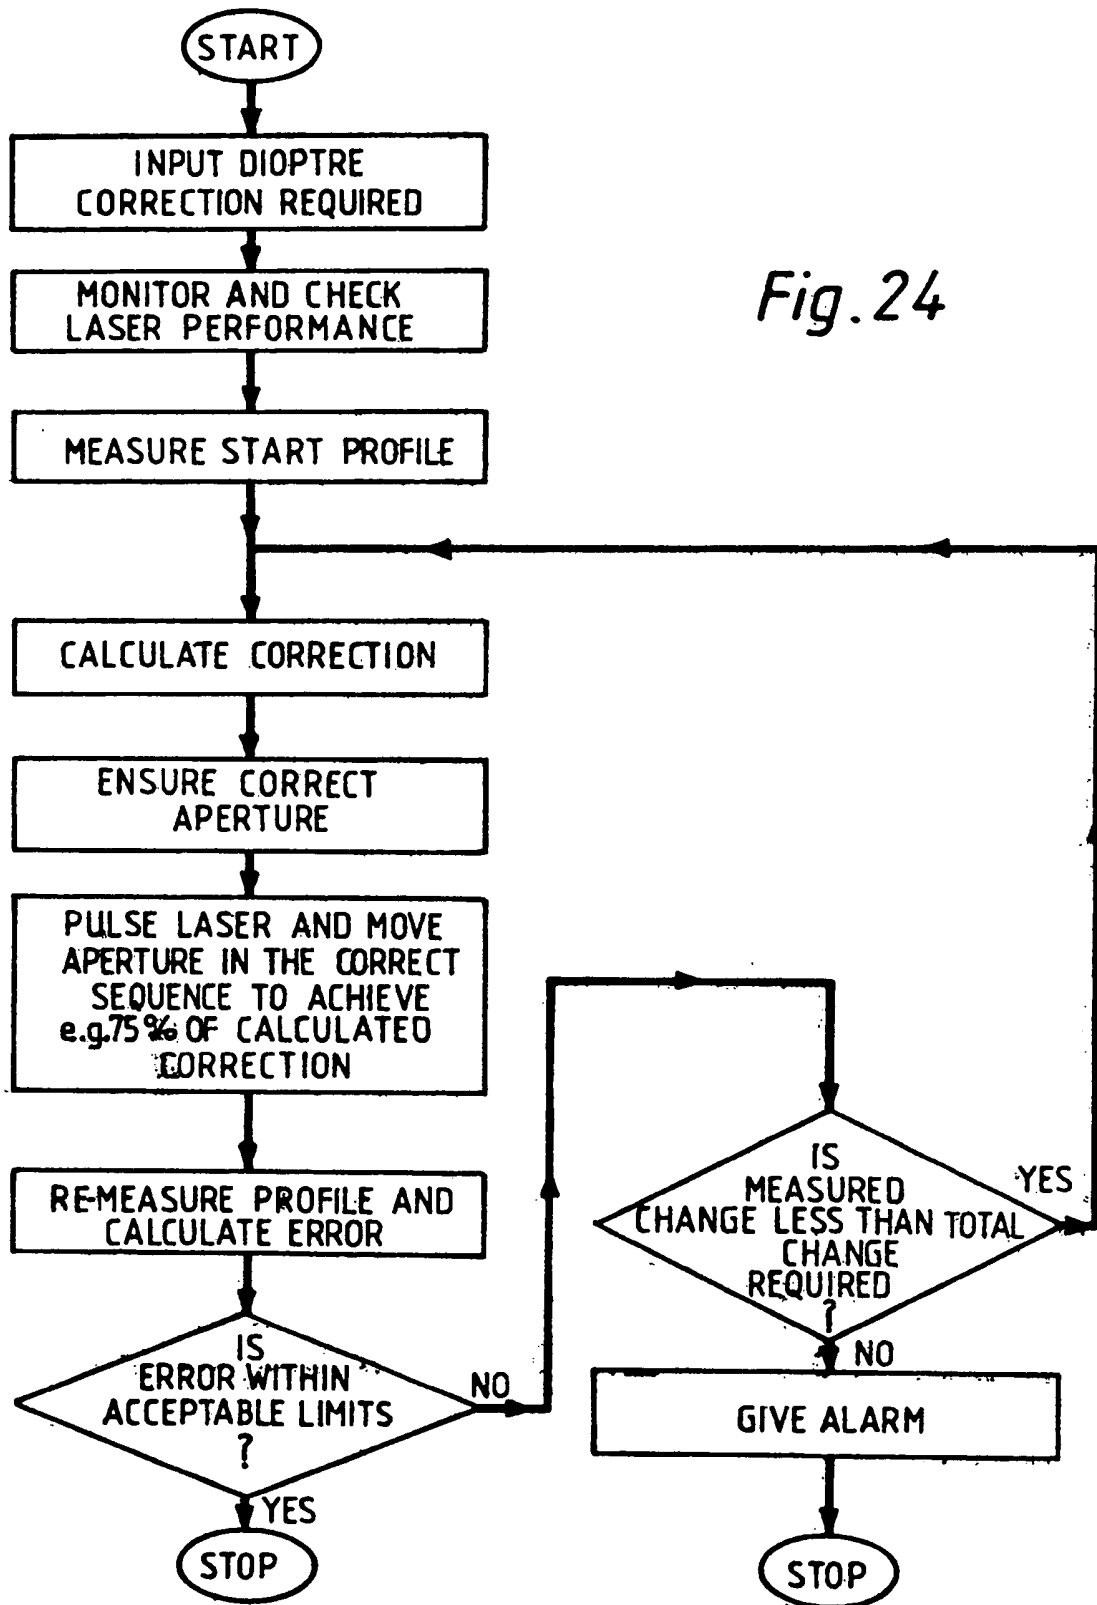 START
INPUT DIOPTRE
CORRECTION REQUIRED
MONITOR AND CHECK
LASER PERFORMANCE
Fig. 24
MEASURE START PROFILE
CALCULATE CORRECTION
ENSURE CORRECT
APERTURE
PULSE LASER AND MOVE
APERTURE IN THE CORRECT
SEQUENCE TO ACHIEVE
e.g.75% OF CALCULATED
CORRECTION
RE-MEASURE PROFILE AND
CALCULATE ERROR
IS
ERROR WITHIN
ACCEPTABLE LIMITS
?
NO
YES
STOP
IS
MEASURED
CHANGE LESS THAN TOTAL
CHANGE
REQUIRED
?
YES
NO
GIVE ALARM
STOP